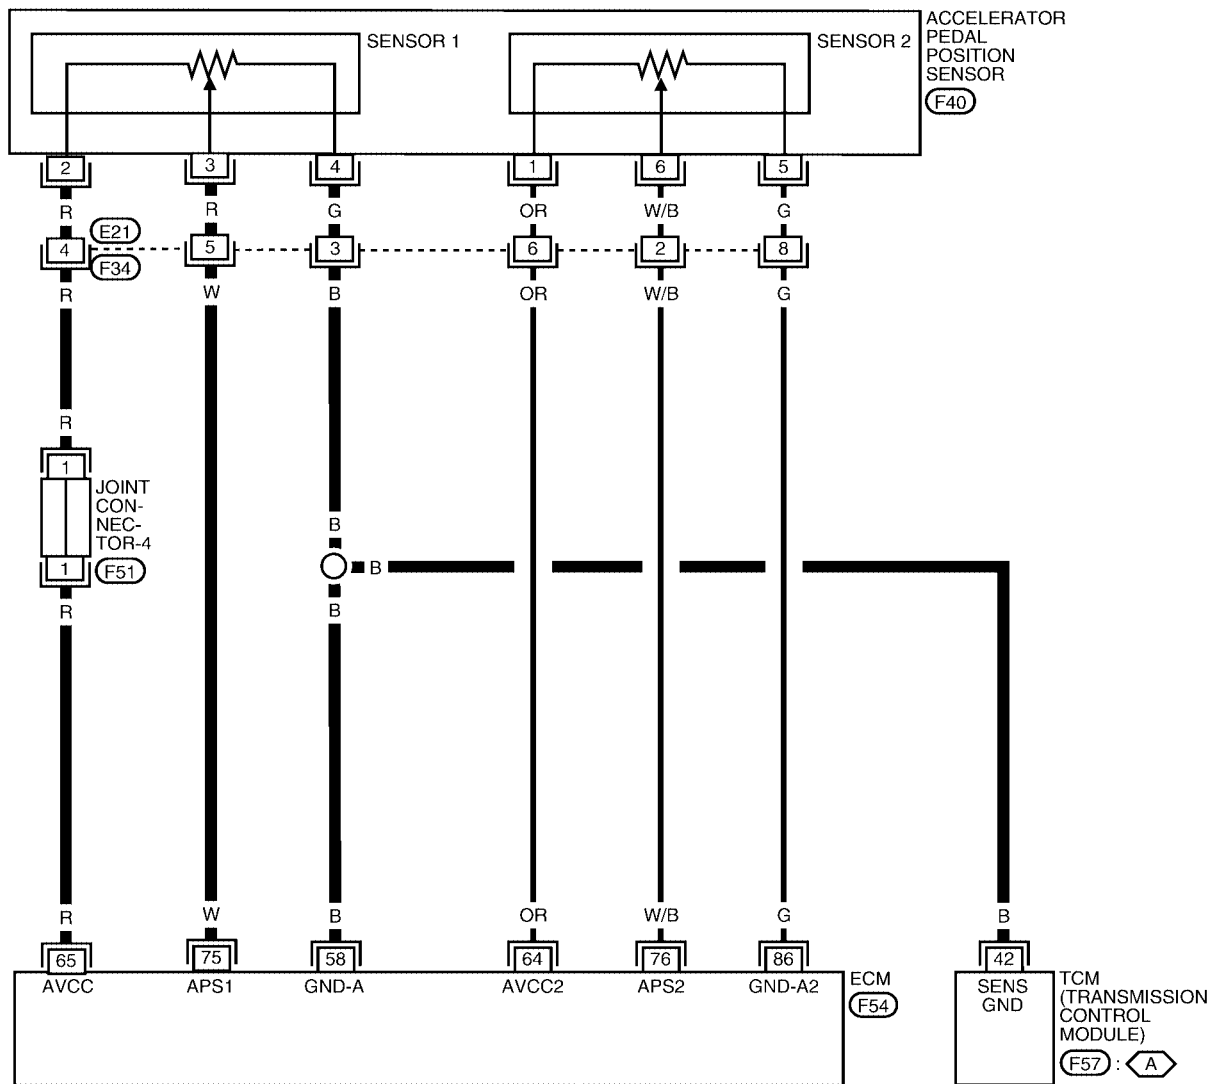 SENSOR 1
SENSOR 2
ACCELERATOR
PEDAL
POSITION
SENSOR
F40
2
3
4
1
6
5
R
R
G
OR
W/B
G
E21
4
5
3
6
2
8
F34
R
W
B
OR
W/B
G
R
1
JOINT
CON-
NEC-
TOR-4
1
F51
B
B
R
B
R
W
B
OR
W/B
G
B
65
75
58
64
76
86
42
AVCC
APS1
GND-A
AVCC2
APS2
GND-A2
ECM
F54
SENS
GND
TCM
(TRANSMISSION
CONTROL
MODULE)
F57 : A